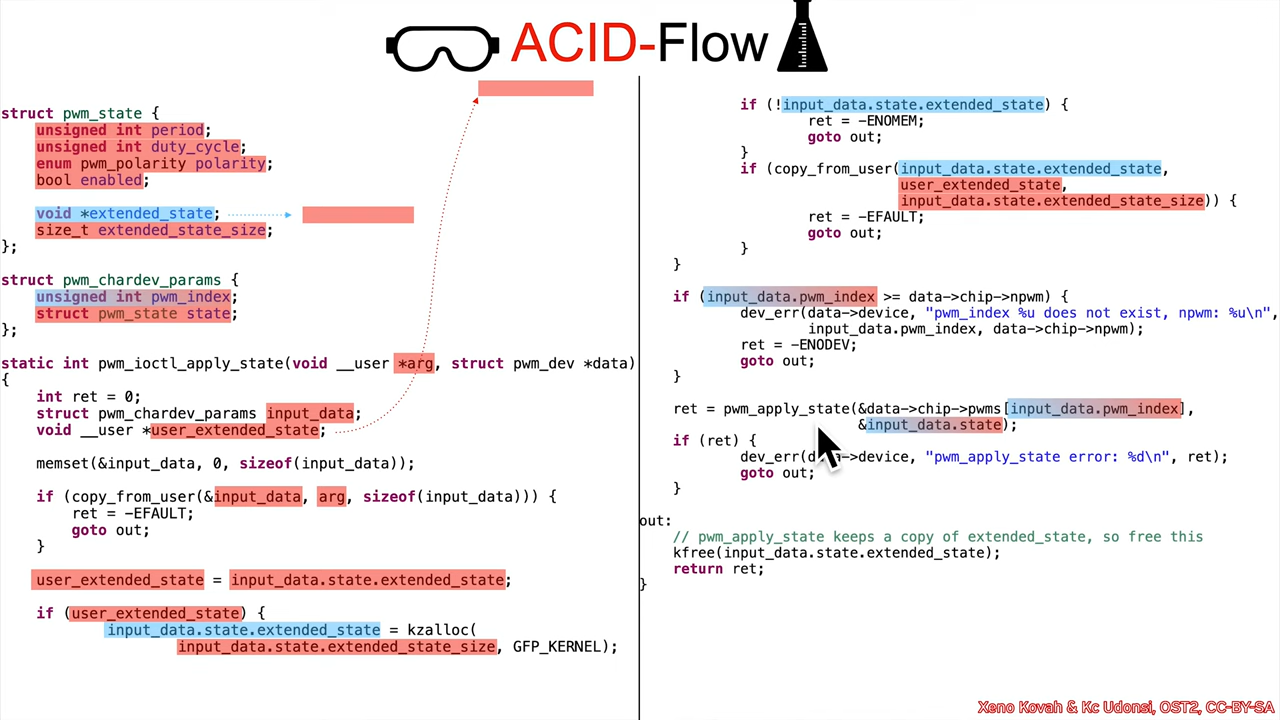 ACID-Flow
struct pwm_state {
unsigned int period;
unsigned int duty_cycle;
enum pwm_polarity polarity;
bool enabled;
void *extended_state;
size_t extended_state_size;
};
struct pwm_chardev_params {
unsigned int pwm_index;
struct pwm_state state;
};
static int pwm_ioctl_apply_state(void __user *arg, struct pwm_dev *data)
{
int ret = 0;
struct pwm_chardev_params input_data;
void __user *user_extended_state;
memset(&input_data, 0, sizeof(input_data));
if (copy_from_user(&input_data, arg, sizeof(input_data))) {
ret = -EFAULT;
goto out;
}
user_extended_state = input_data.state.extended_state;
if (user_extended_state) {
input_data.state.extended_state = kzalloc(
input_data.state.extended_state_size, GFP_KERNEL);
if (!input_data.state.extended_state) {
ret = -ENOMEM;
goto out;
}
if (copy_from_user(input_data.state.extended_state,
user_extended_state,
input_data.state.extended_state_size)) {
ret = -EFAULT;
goto out;
}
}
if (input_data.pwm_index >= data->chip->npwm) {
dev_err(data->device, "pwm_index %u does not exist, npwm: %u\n",
input_data.pwm_index, data->chip->npwm);
ret = -ENODEV;
goto out;
}
ret = pwm_apply_state(&data->chip->pwms[input_data.pwm_index],
&input_data.state);
if (ret) {
dev_err(data->device, "pwm_apply_state error: %d\n", ret);
goto out;
}
out:
// pwm_apply_state keeps a copy of extended_state, so free this
kfree(input_data.state.extended_state);
return ret;
}
Xeno Kovah & Kc Udonsi, OST2, CC-BY-SA